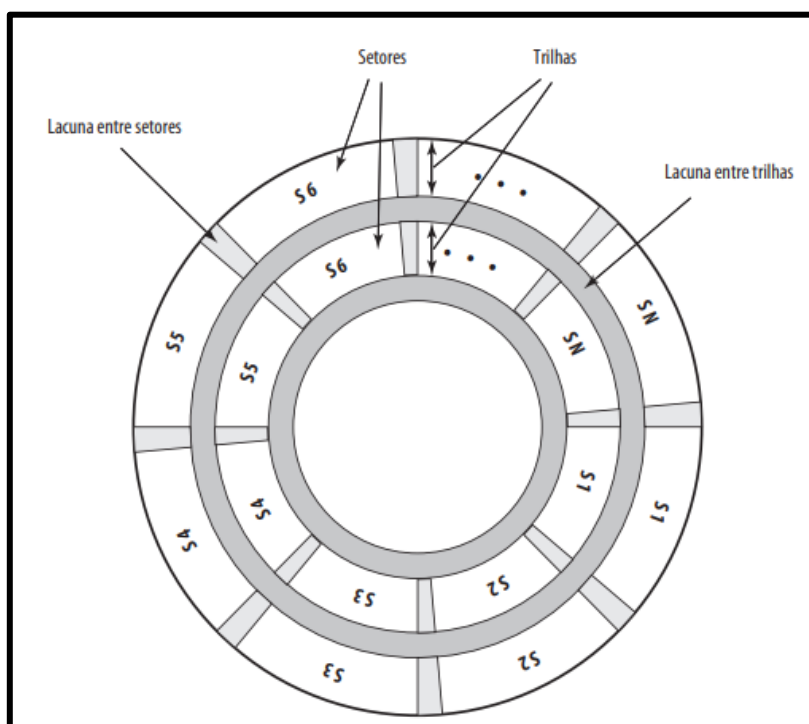 Setores
Trilhas
Lacuna entre setores
Lacuna entre trilhas
S6
• • •
S6
• • •
SN
S5
SN
S5
S1
S4
S1
S4
S3
S2
S3
S2